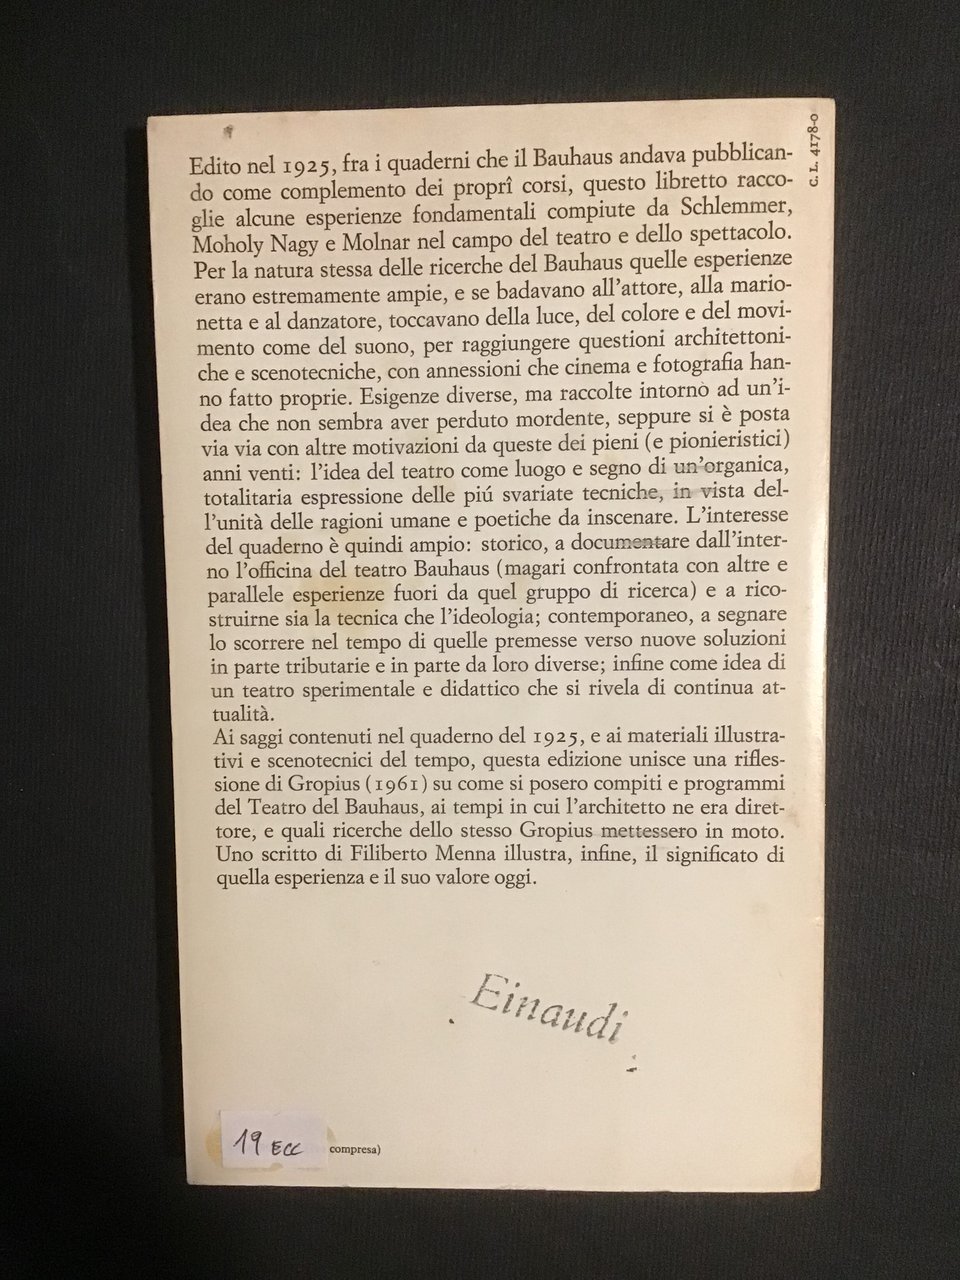 Edito nel 1925, fra i quaderni che il Bauhaus andava pubblican-
do come complemento dei proprî corsi, questo libretto racco-
glie alcune esperienze fondamentali compiute da Schlemmer,
Moholy Nagy e Molnar nel campo del teatro e dello spettacolo.
Per la natura stessa delle ricerche del Bauhaus quelle esperienze
erano estremamente ampie, e se badavano all'attore, alla mario-
netta e al danzatore, toccavano della luce, del colore e del movi-
mento come del suono, per raggiungere questioni architettoni-
che e scenotecniche, con annessioni che cinema e fotografia han-
no fatto proprie. Esigenze diverse, ma raccolte intorno ad un'i-
dea che non sembra aver perduto mordente, seppure si è posta
via via con altre motivazioni da queste dei pieni (e pionieristici)
anni venti: l'idea del teatro come luogo e segno di un'organica,
totalitaria espressione delle piú svariate tecniche, in vista del-
l'unità delle ragioni umane e poetiche da inscenare. L'interesse
del quaderno è quindi ampio: storico, a documentare dall'inter-
no l'officina del teatro Bauhaus (magari confrontata con altre e
parallele esperienze fuori da quel gruppo di ricerca) e a rico-
struirne sia la tecnica che l'ideologia; contemporaneo, a segnare
lo scorrere nel tempo di quelle premesse verso nuove soluzioni
in parte tributarie e in parte da loro diverse; infine come idea di
un teatro sperimentale e didattico che si rivela di continua at-
tualità.
Ai saggi contenuti nel quaderno del 1925, e ai materiali illustra-
tivi e scenotecnici del tempo, questa edizione unisce una rifles-
sione di Gropius (1961) su come si posero compiti e programmi
del Teatro del Bauhaus, ai tempi in cui l'architetto ne era diret-
tore, e quali ricerche dello stesso Gropius mettessero in moto.
Uno scritto di Filiberto Menna illustra, infine, il significato di
quella esperienza e il suo valore oggi.
C.L. 4178-0
Einaudi
19 ECC
compresa)